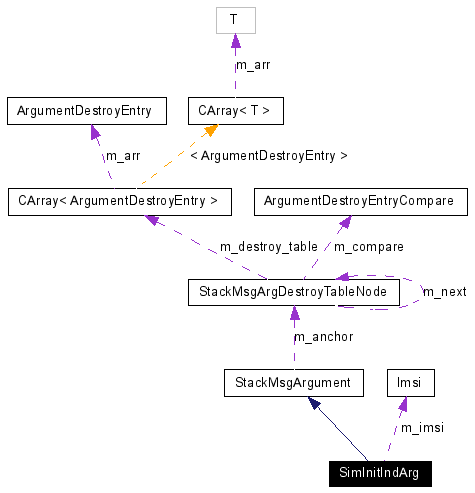 T
m_arr
ArgumentDestroyEntry
CArray< T >
m_arr
< ArgumentDestroyEntry >
CArray< ArgumentDestroyEntry >
ArgumentDestroyEntryCompare
m_destroy_table
m_compare
StackMsgArgDestroyTableNode
m_next
m_anchor
StackMsgArgument
Imsi
m_imsi
SimInitIndArg